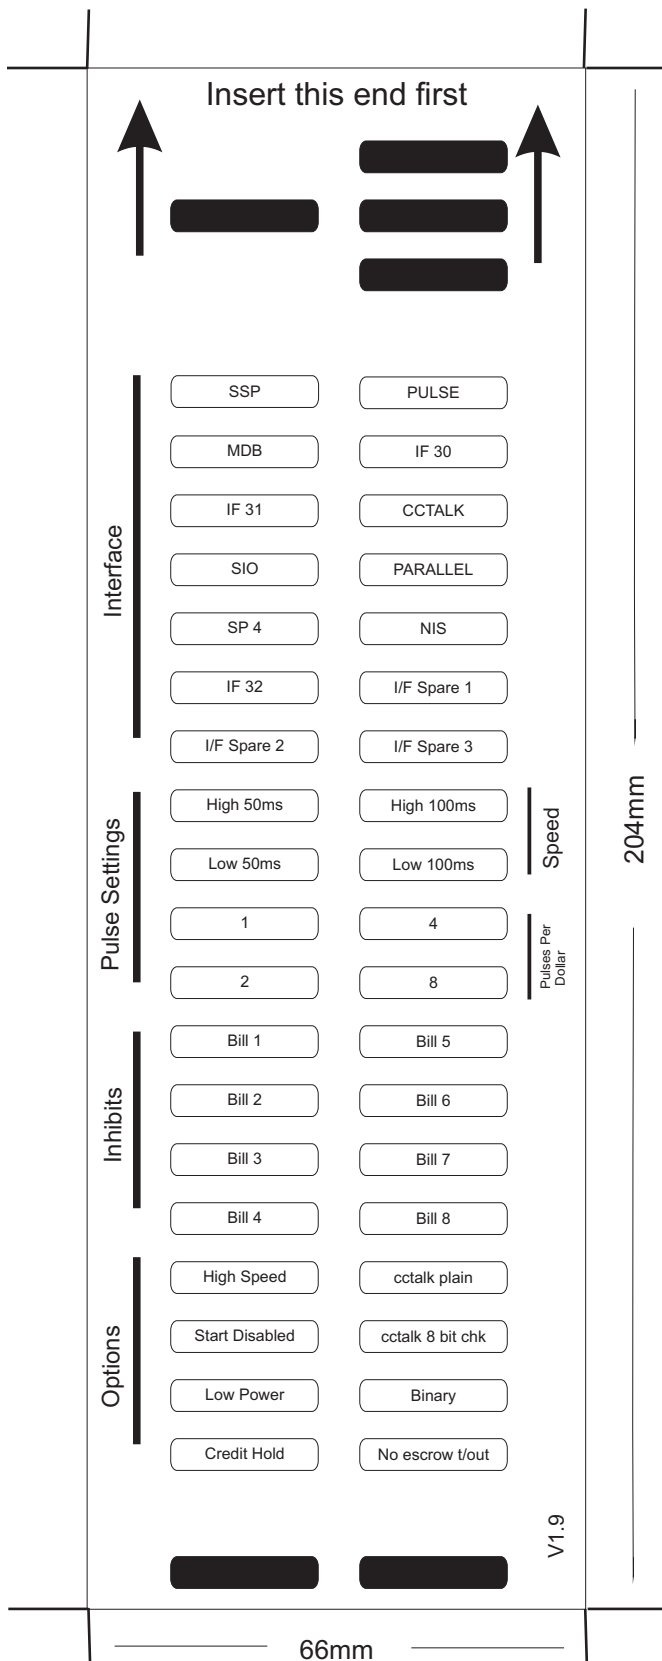 Insert this end first
Interface
SSP
PULSE
MDB
IF 30
IF 31
CCTALK
SIO
PARALLEL
SP 4
NIS
IF 32
I/F Spare 1
I/F Spare 2
I/F Spare 3
Pulse Settings
High 50ms
High 100ms
Speed
Low 50ms
Low 100ms
1
4
Pulses Per
Dollar
2
8
Inhibits
Bill 1
Bill 5
Bill 2
Bill 6
Bill 3
Bill 7
Bill 4
Bill 8
Options
High Speed
cctalk plain
Start Disabled
cctalk 8 bit chk
Low Power
Binary
Credit Hold
No escrow t/out
V1.9
204mm
66mm